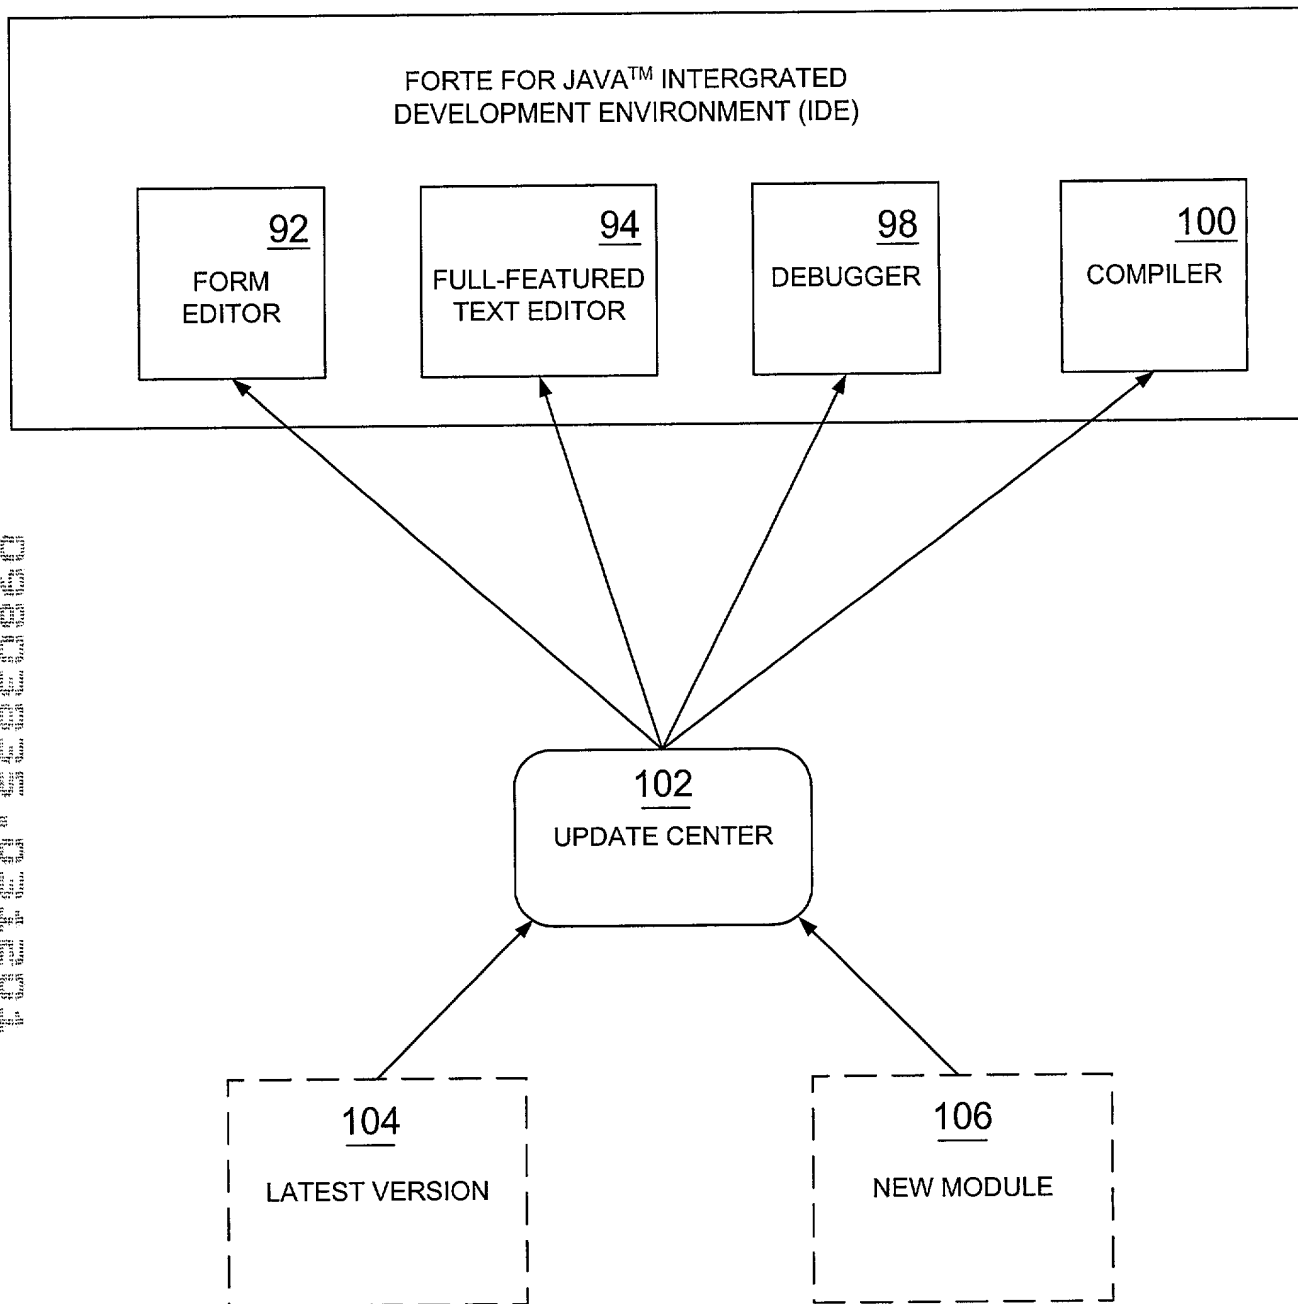 FORTE FOR JAVA™ INTERGRATED
DEVELOPMENT ENVIRONMENT (IDE)
92
FORM
EDITOR
94
FULL-FEATURED
TEXT EDITOR
98
DEBUGGER
100
COMPILER
102
UPDATE CENTER
104
LATEST VERSION
106
NEW MODULE